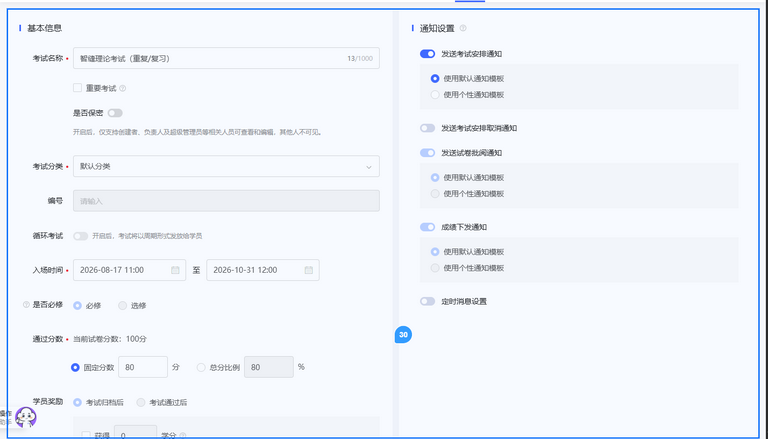 基本信息
考试名称 • 智缝理论考试（重复/复习） 13/1000
重要考试
是否保密
开启后，仅支持创建者、负责人及超级管理员等相关人员可查看和编辑，其他人不可见。
考试分类 • 默认分类
编号 请输入
循环考试 开启后，考试将以周期形式发放给学员
入场时间 • 2026-08-17 11:00 至 2026-10-31 12:00
是否必修 必修 选修
通过分数 • 当前试卷分数：100分
固定分数 80 分 总分比例 80 %
学员奖励 考试归档后 考试通过后
获得 0 学分
操作
助手
30
通知设置
发送考试安排通知
使用默认通知模板
使用个性通知模板
发送考试安排取消通知
发送试卷批阅通知
使用默认通知模板
使用个性通知模板
成绩下发通知
使用默认通知模板
使用个性通知模板
定时消息设置